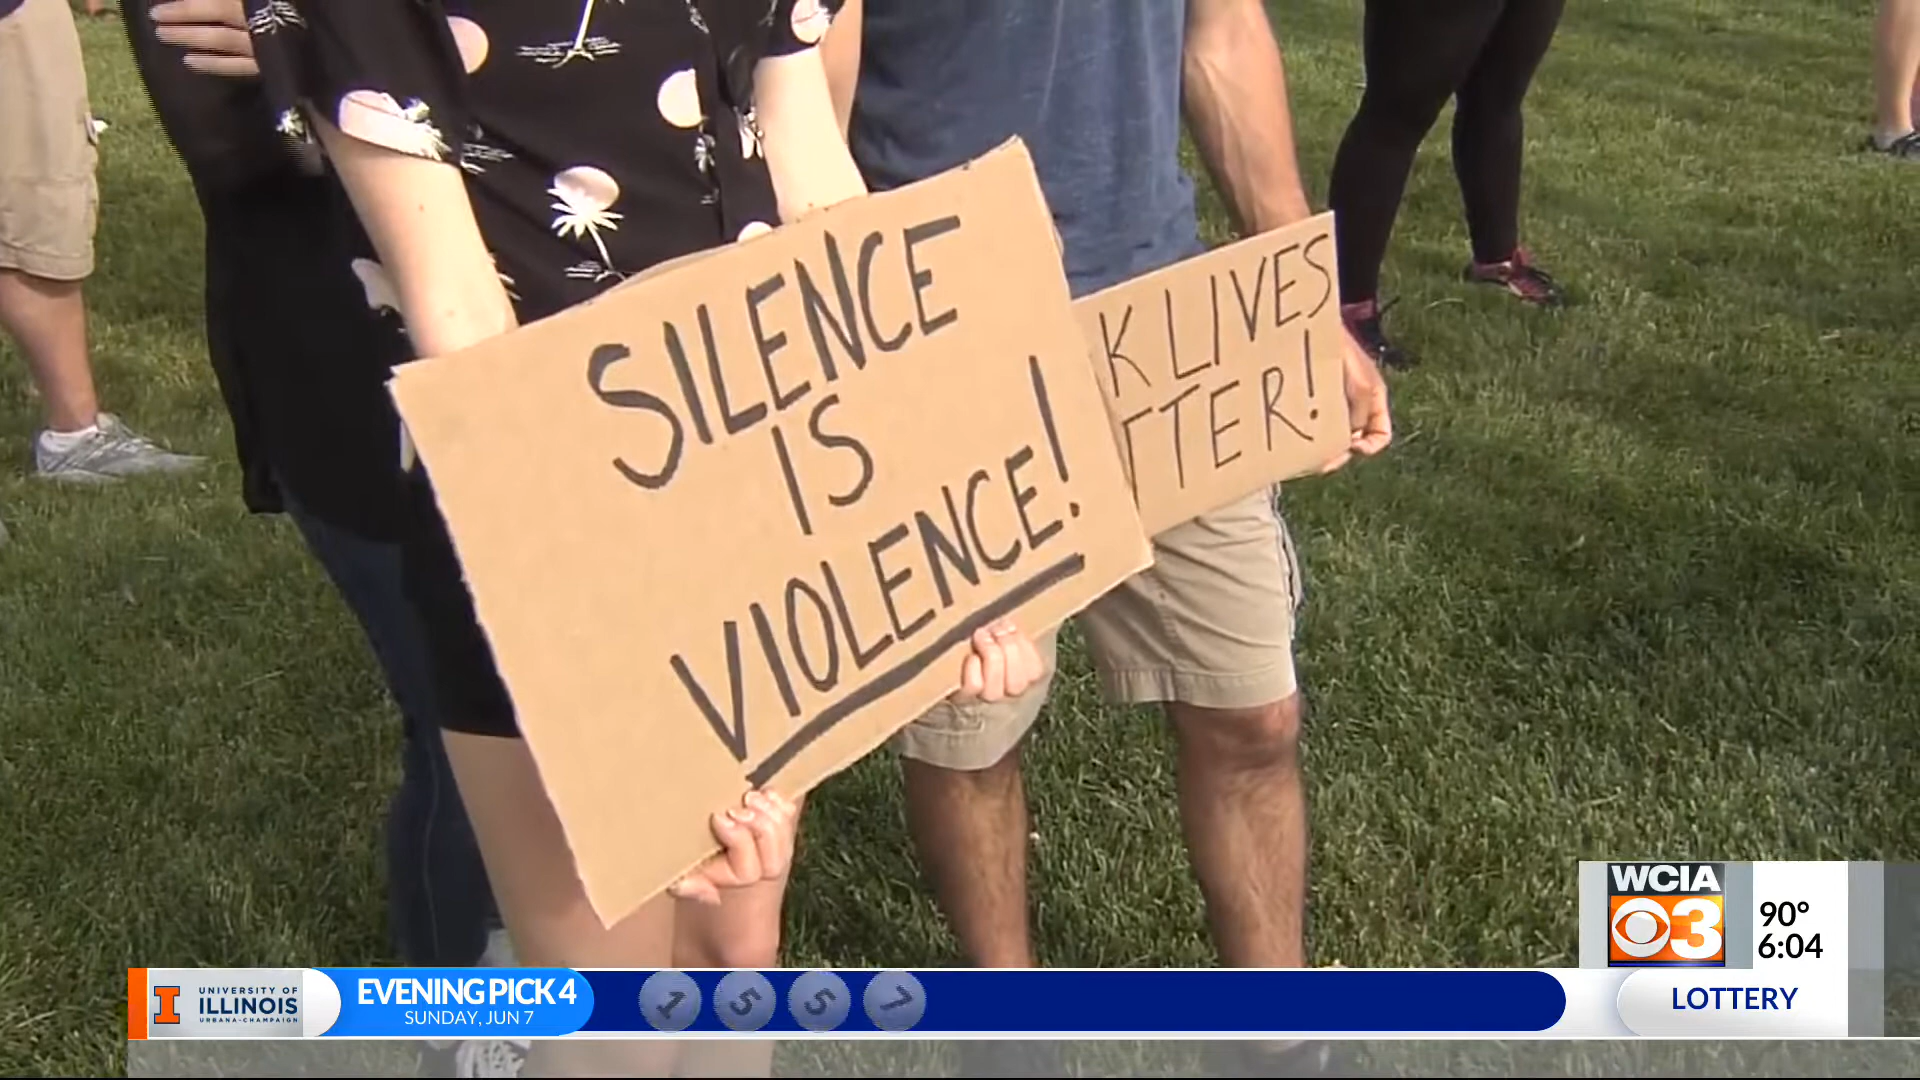 SILENCE
IS
VIOLENCE!
K LIVES
TTER!
WCIA
3
90°
6:04
UNIVERSITY OF
ILLINOIS
URBANA-CHAMPAIGN
EVENING PICK 4
SUNDAY, JUN 7
1 5 5 7
LOTTERY